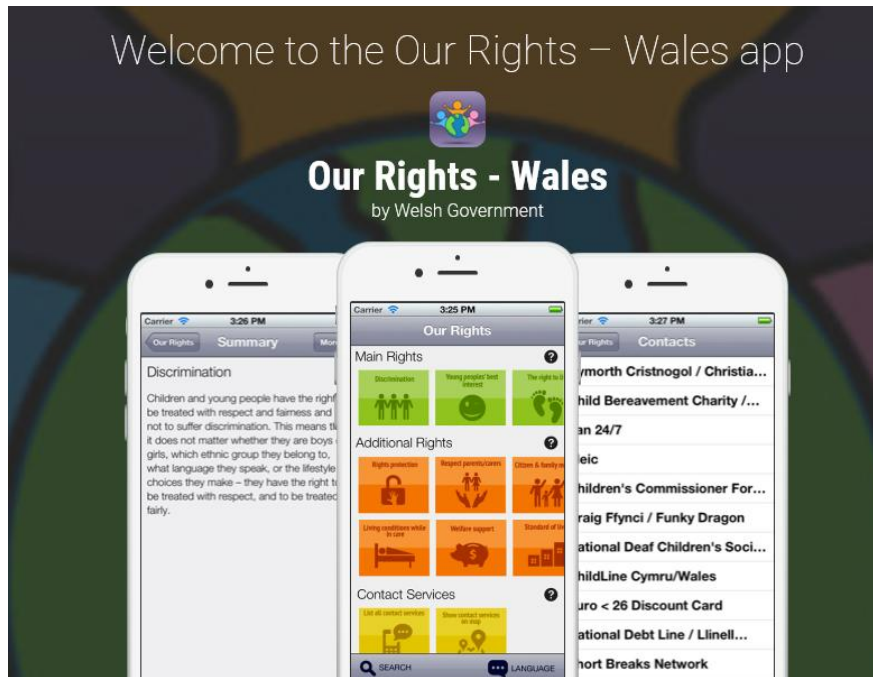 Welcome to the Our Rights – Wales app
Our Rights - Wales
by Welsh Government
Carrier 3:26 PM
Our Rights Summary
Discrimination
Children and young people have the right
be treated with respect and fairness and
not to suffer discrimination. This means
it does not matter whether they are boys
girls, which ethnic group they belong to,
what language they speak, or the lifestyle
choices they make – they have the right to
be treated with respect, and to be treated
fairly.
Carrier 3:25 PM
Our Rights
Main Rights
Discrimination
Young peoples' best
interest
The right to
Additional Rights
Rights protection
Respect parents/carers
Citizen & family
Living conditions while
in care
Welfare support
Standard of
Contact Services
List all contact services
Show contact services
on map
SEARCH
LANGUAGE
3:27 PM
Rights Contacts
ymorth Cristnogol / Christia...
hild Bereavement Charity /...
an 24/7
eic
hildren's Commissioner For...
raig Ffynci / Funky Dragon
ational Deaf Children's Soci...
hildLine Cymru/Wales
uro < 26 Discount Card
ational Debt Line / Llinell...
hort Breaks Network